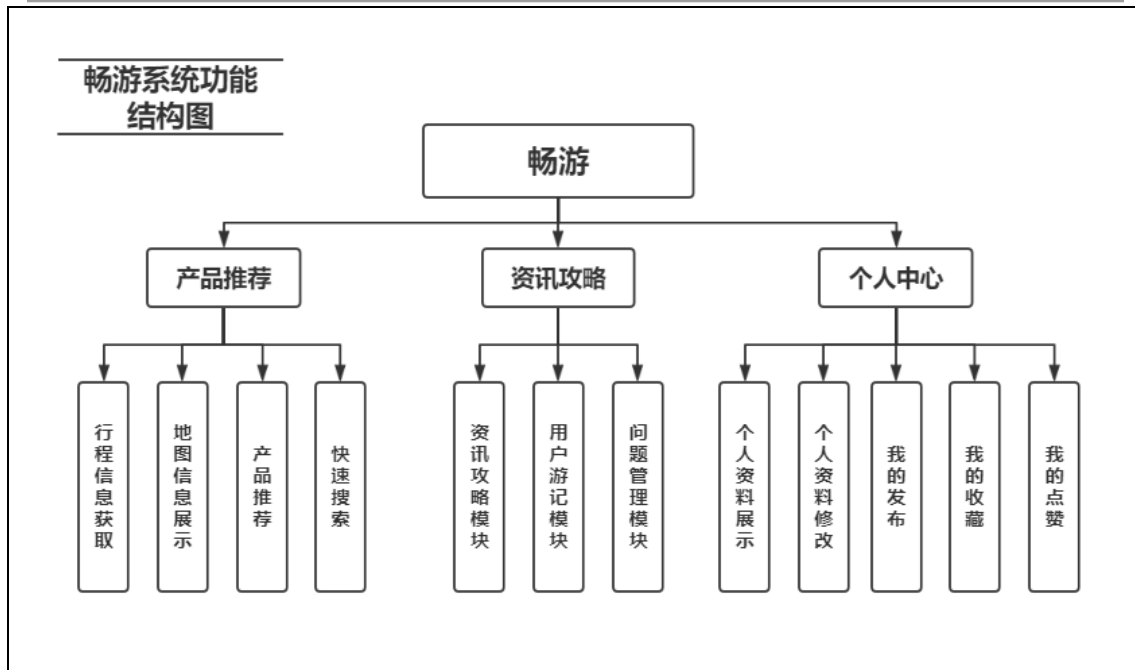 畅游系统功能
结构图
畅游
产品推荐
资讯攻略
个人中心
行程信息获取
地图信息展示
产品推荐
快速搜索
资讯攻略模块
用户游记模块
问题管理模块
个人资料展示
个人资料修改
我的发布
我的收藏
我的点赞